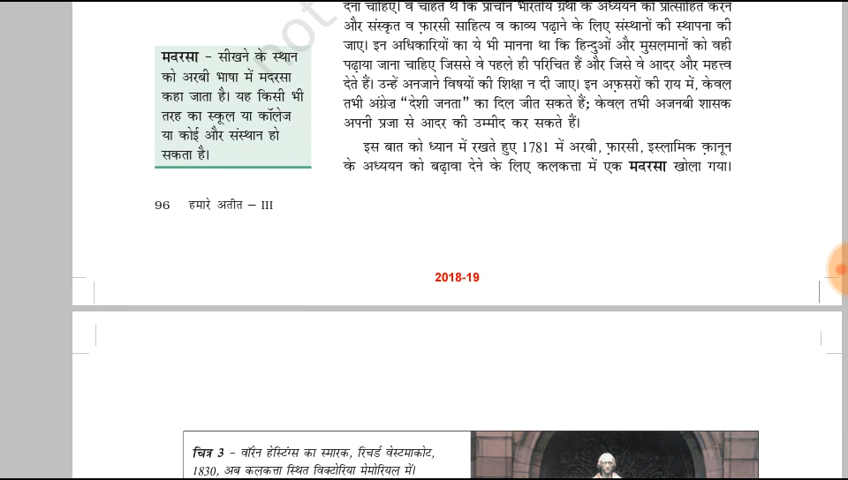 देना चाहिए। वे चाहते थे कि प्राचीन भारतीय ग्रंथों के अध्ययन को प्रोत्साहित करने
और संस्कृत व फ़ारसी साहित्य व काव्य पढ़ाने के लिए संस्थानों की स्थापना की
जाए। इन अधिकारियों का ये भी मानना था कि हिन्दुओं और मुसलमानों को वही
पढ़ाया जाना चाहिए जिससे वे पहले ही परिचित हैं और जिसे वे आदर और महत्त्व
देते हैं। उन्हें अनजाने विषयों की शिक्षा न दी जाए। इन अफ़सरों की राय में, केवल
तभी अंग्रेज़ “देशी जनता” का दिल जीत सकते हैं; केवल तभी अजनबी शासक
अपनी प्रजा से आदर की उम्मीद कर सकते हैं।
इस बात को ध्यान में रखते हुए 1781 में अरबी, फ़ारसी, इस्लामिक क़ानून
के अध्ययन को बढ़ावा देने के लिए कलकत्ता में एक मदरसा खोला गया।
मदरसा – सीखने के स्थान
को अरबी भाषा में मदरसा
कहा जाता है। यह किसी भी
तरह का स्कूल या कॉलेज
या कोई और संस्थान हो
सकता है।
96 हमारे अतीत – III
2018-19
चित्र 3 – वॉरेन हेस्टिंग्स का स्मारक, रिचर्ड वेस्टमाकोट,
1830, अब कलकत्ता स्थित विक्टोरिया मेमोरियल में।
not